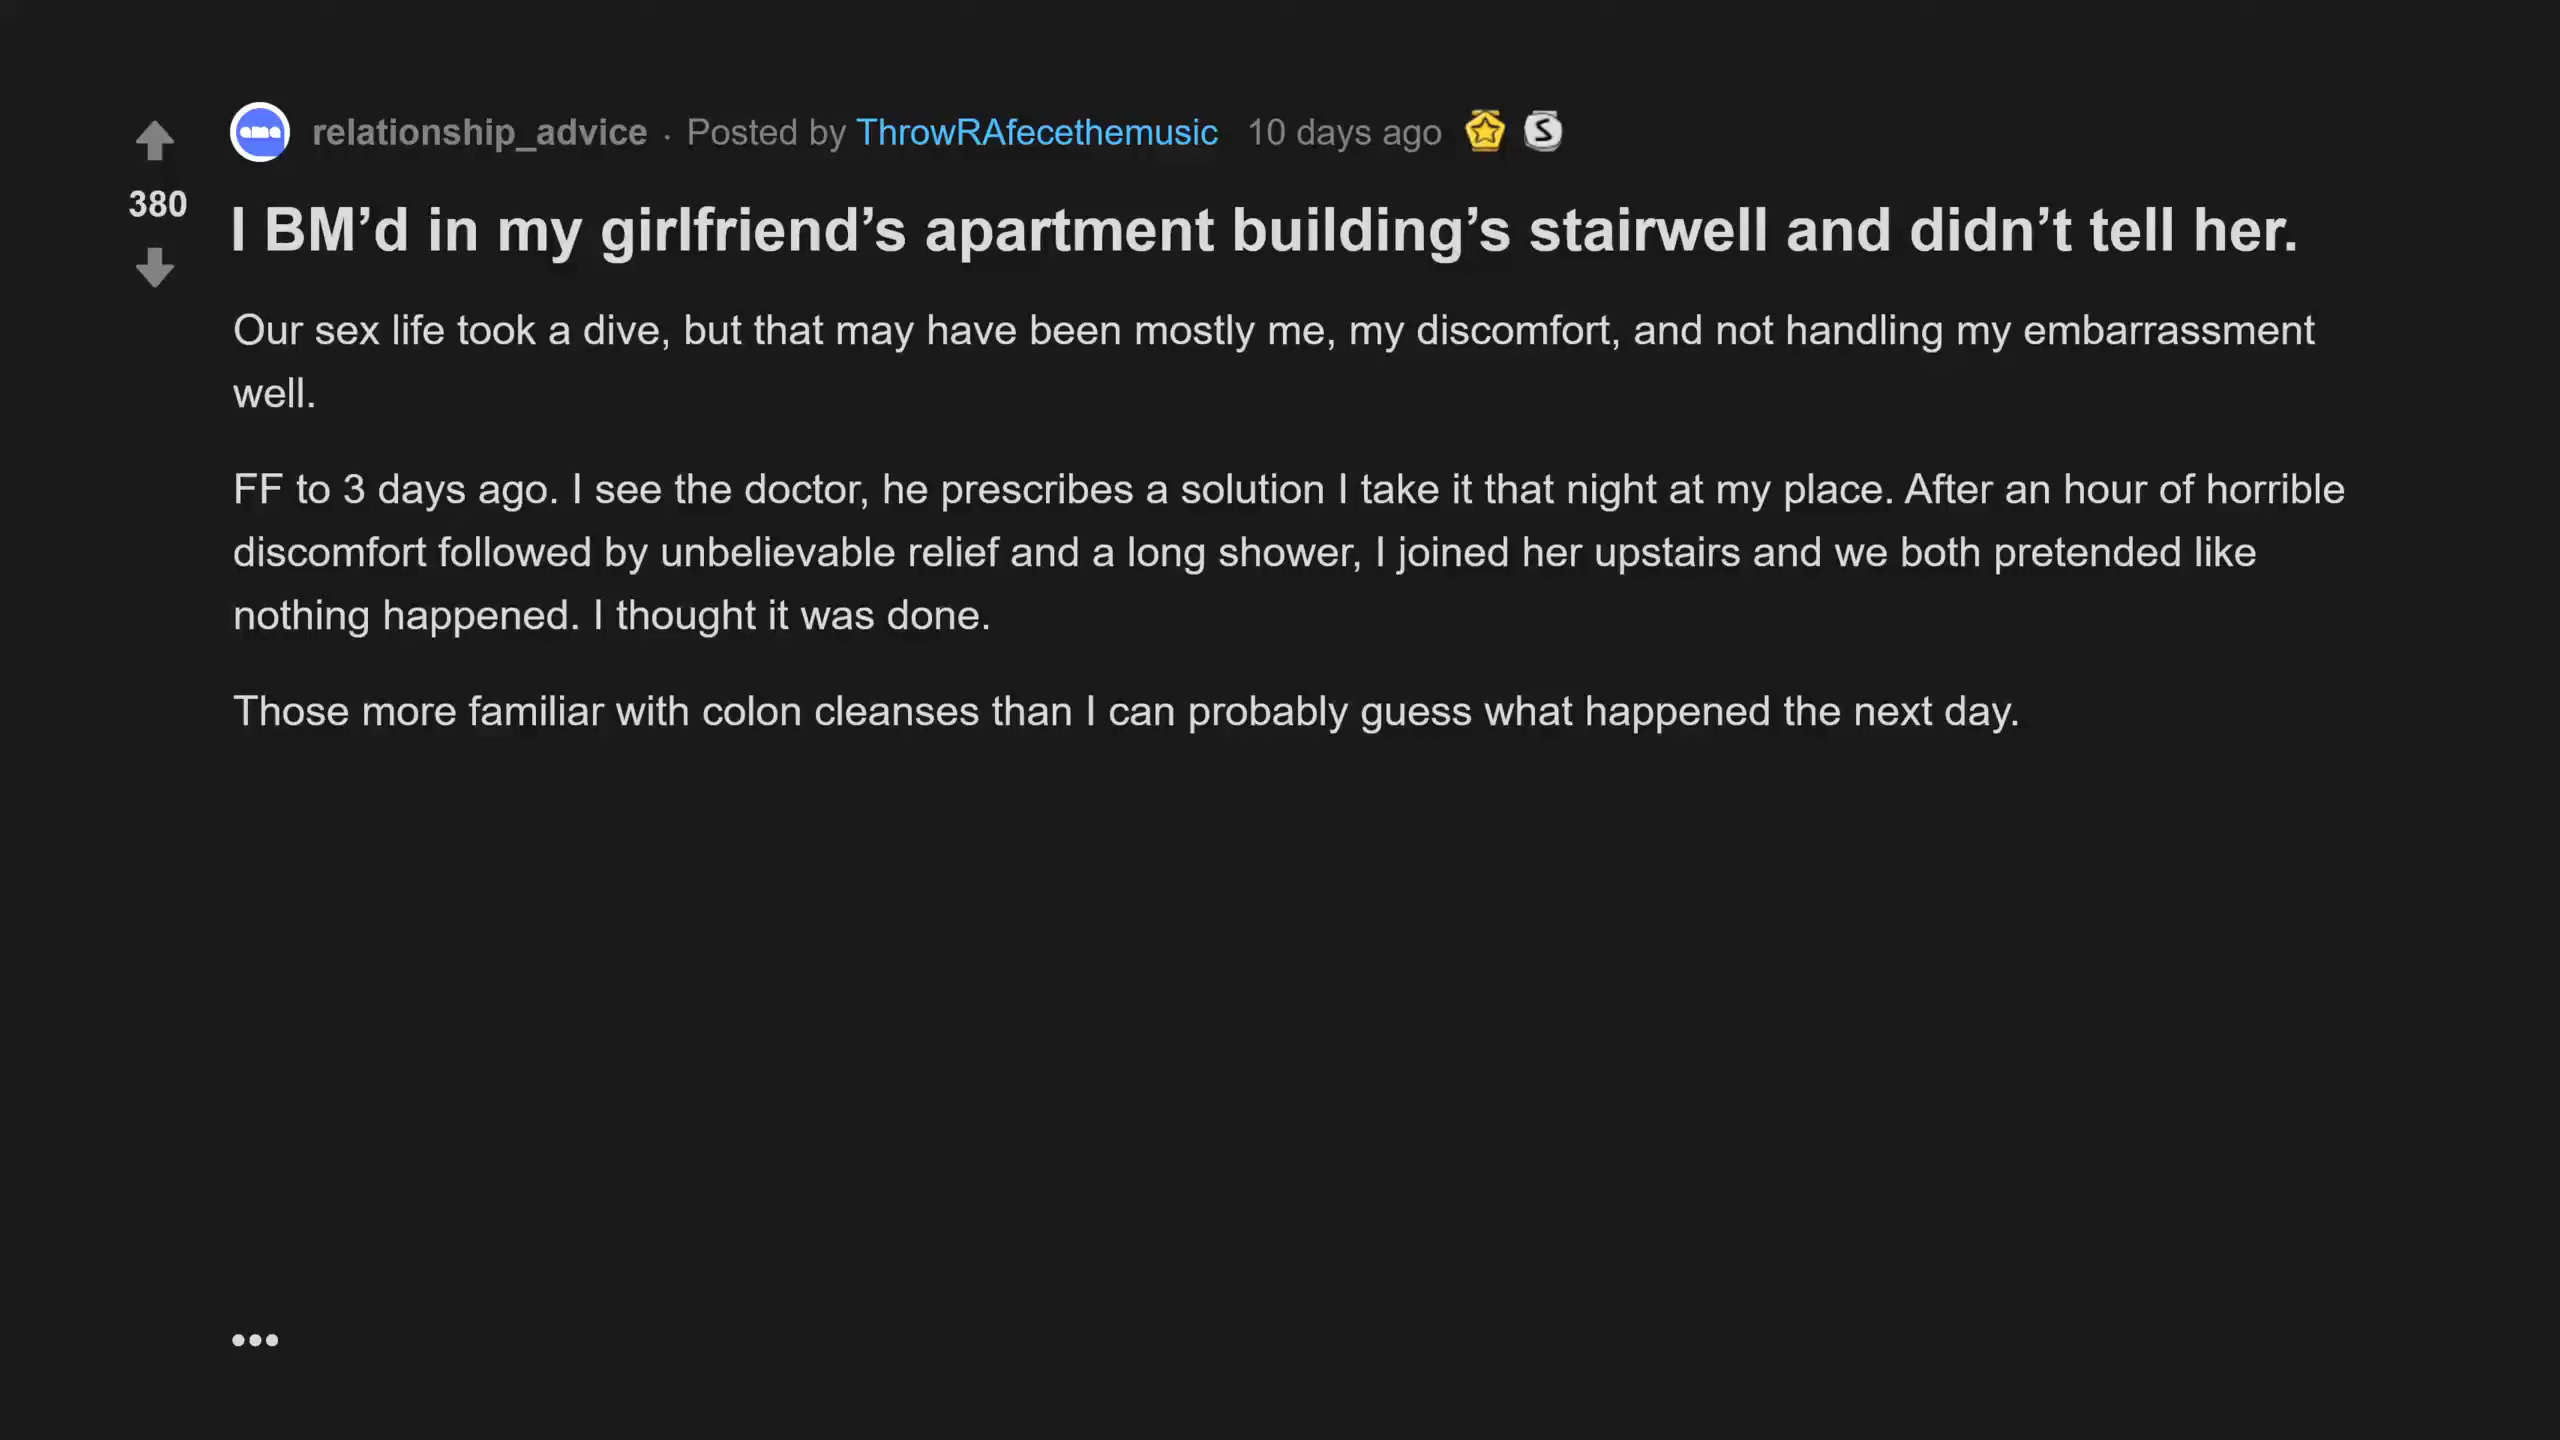 relationship_advice · Posted by ThrowRAfecethemusic 10 days ago
380
I BM’d in my girlfriend’s apartment building’s stairwell and didn’t tell her.
Our sex life took a dive, but that may have been mostly me, my discomfort, and not handling my embarrassment
well.
FF to 3 days ago. I see the doctor, he prescribes a solution I take it that night at my place. After an hour of horrible
discomfort followed by unbelievable relief and a long shower, I joined her upstairs and we both pretended like
nothing happened. I thought it was done.
Those more familiar with colon cleanses than I can probably guess what happened the next day.